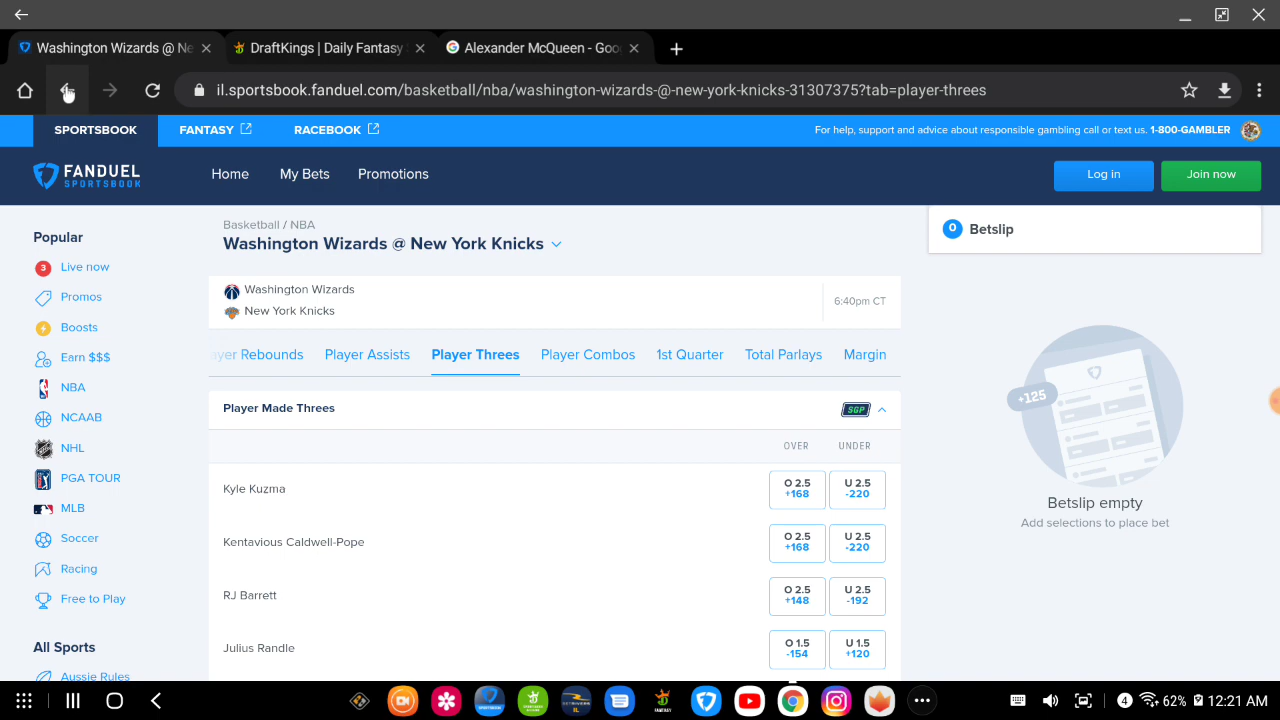 Washington Wizards @ Ne
DraftKings | Daily Fantasy
Alexander McQueen - Goo
il.sportsbook.fanduel.com/basketball/nba/washington-wizards-@-new-york-knicks-31307375?tab=player-threes
SPORTSBOOK
FANTASY
RACEBOOK
For help, support and advice about responsible gambling call or text us. 1-800-GAMBLER
FANDUEL
SPORTSBOOK
Home
My Bets
Promotions
Log in
Join now
Popular
3
Live now
Promos
Boosts
Earn $$$
NBA
NCAAB
NHL
PGA TOUR
MLB
Soccer
Racing
Free to Play
All Sports
Aussie Rules
Basketball / NBA
Washington Wizards @ New York Knicks
Washington Wizards
New York Knicks
6:40pm CT
ayer Rebounds
Player Assists
Player Threes
Player Combos
1st Quarter
Total Parlays
Margin
Player Made Threes
SGP
OVER
UNDER
Kyle Kuzma
O 2.5
+168
U 2.5
-220
Kentavious Caldwell-Pope
O 2.5
+168
U 2.5
-220
RJ Barrett
O 2.5
+148
U 2.5
-192
Julius Randle
O 1.5
-154
U 1.5
+120
0
Betslip
+125
Betslip empty
Add selections to place bet
4
62%
12:21 AM